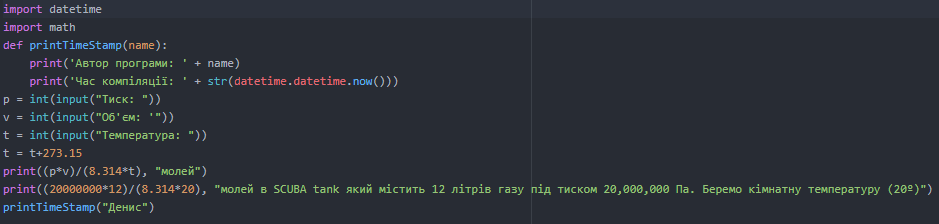 import datetime
import math
def printTimeStamp(name):
    print('Автор програми: ' + name)
    print('Час компіляції: ' + str(datetime.datetime.now()))
p = int(input("Тиск: "))
v = int(input("Об'єм: '"))
t = int(input("Температура: "))
t = t+273.15
print((p*v)/(8.314*t), "молей")
print((20000000*12)/(8.314*20), "молей в SCUBA tank який містить 12 літрів газу під тиском 20,000,000 Па. Беремо кімнатну температуру (20º)")
printTimeStamp("Денис")